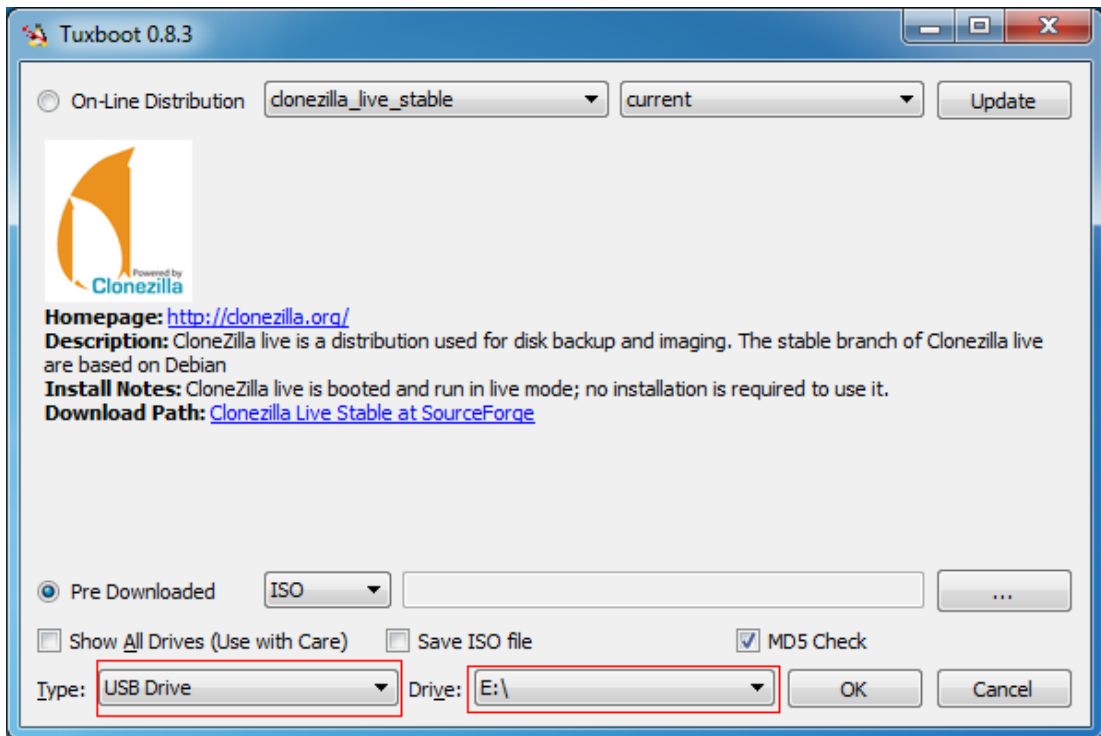 Tuxboot 0.8.3
On-Line Distribution clonezilla_live_stable current Update
Powered by
Clonezilla
Homepage: http://clonezilla.org/
Description: CloneZilla live is a distribution used for disk backup and imaging. The stable branch of Clonezilla live
are based on Debian
Install Notes: CloneZilla live is booted and run in live mode; no installation is required to use it.
Download Path: Clonezilla Live Stable at SourceForge
Pre Downloaded ISO ...
Show All Drives (Use with Care) Save ISO file MD5 Check
Type: USB Drive Drive: E:\ OK Cancel